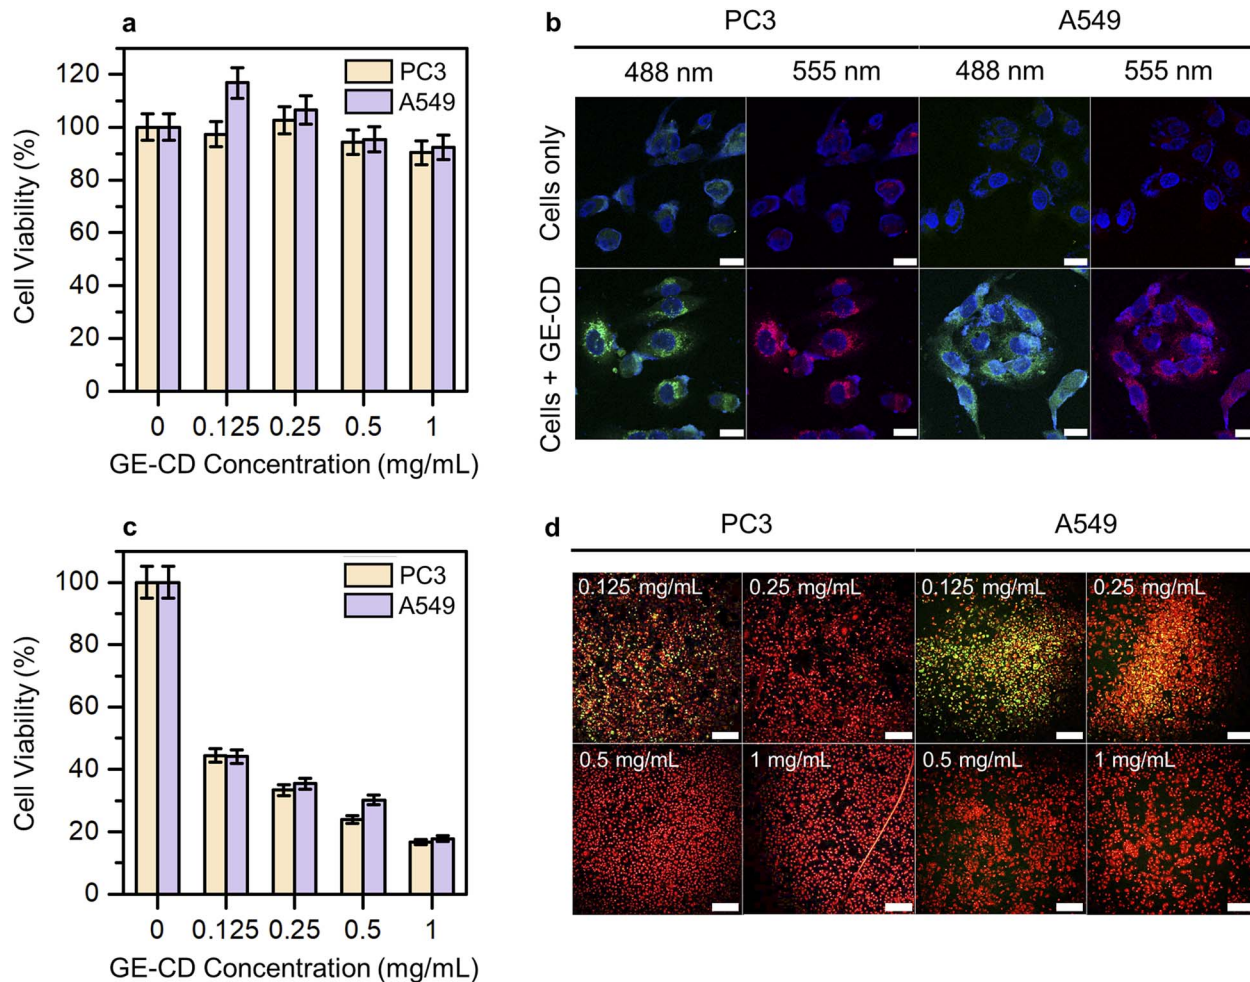 a
Cell Viability (%)
120
100
80
60
40
20
0
PC3
A549
0 0.125 0.25 0.5 1
GE-CD Concentration (mg/mL)
b
PC3 A549
488 nm 555 nm 488 nm 555 nm
Cells only
Cells + GE-CD
c
Cell Viability (%)
100
80
60
40
20
0
PC3
A549
0 0.125 0.25 0.5 1
GE-CD Concentration (mg/mL)
d
PC3 A549
0.125 mg/mL 0.25 mg/mL 0.125 mg/mL 0.25 mg/mL
0.5 mg/mL 1 mg/mL 0.5 mg/mL 1 mg/mL